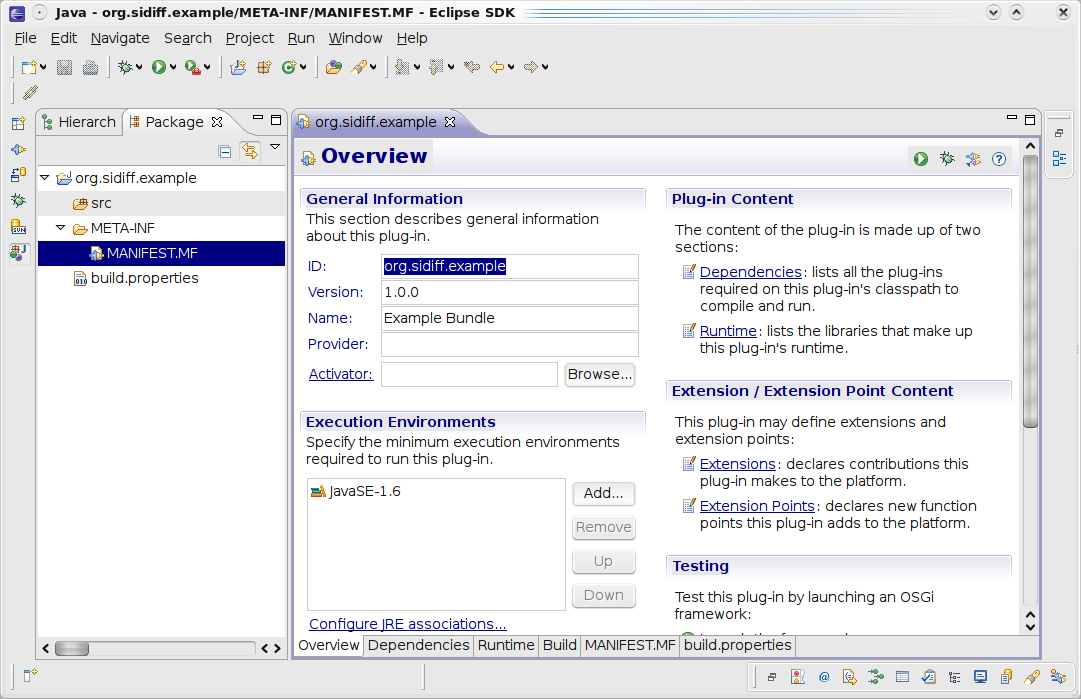 Java - org.sidiff.example/META-INF/MANIFEST.MF - Eclipse SDK
File Edit Navigate Search Project Run Window Help
Hierarch Package
org.sidiff.example
src
META-INF
MANIFEST.MF
build.properties
org.sidiff.example
Overview
General Information
This section describes general information
about this plug-in.
ID: org.sidiff.example
Version: 1.0.0
Name: Example Bundle
Provider:
Activator: Browse...
Execution Environments
Specify the minimum execution environments
required to run this plug-in.
JavaSE-1.6
Add...
Remove
Up
Down
Configure JRE associations...
Plug-in Content
The content of the plug-in is made up of two
sections:
Dependencies: lists all the plug-ins
required on this plug-in's classpath to
compile and run.
Runtime: lists the libraries that make up
this plug-in's runtime.
Extension / Extension Point Content
This plug-in may define extensions and
extension points:
Extensions: declares contributions this
plug-in makes to the platform.
Extension Points: declares new function
points this plug-in adds to the platform.
Testing
Test this plug-in by launching an OSGi
framework:
Overview Dependencies Runtime Build MANIFEST.MF build.properties